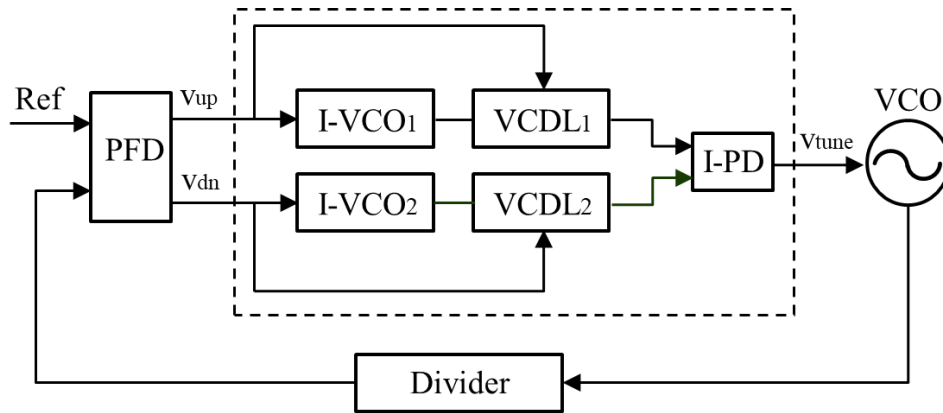 Ref
PFD
Vup
Vdn
I-VCO1
VCDL1
I-VCO2
VCDL2
I-PD
Vtune
VCO
Divider